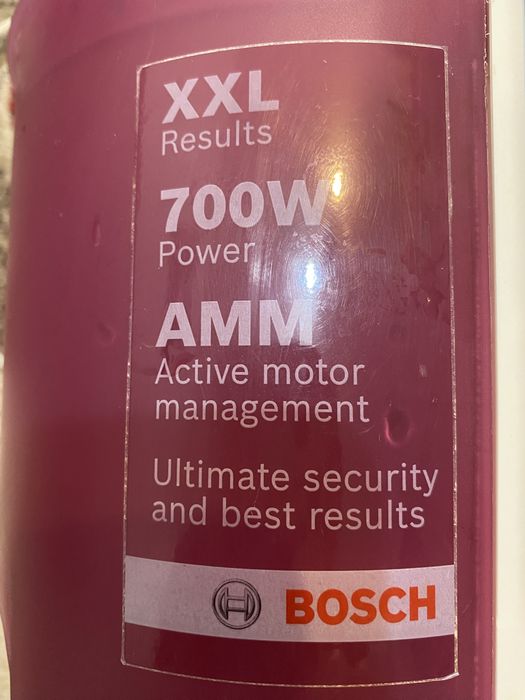 XXL
Results
700W
Power
AMM
Active motor
management
Ultimate security
and best results
BOSCH